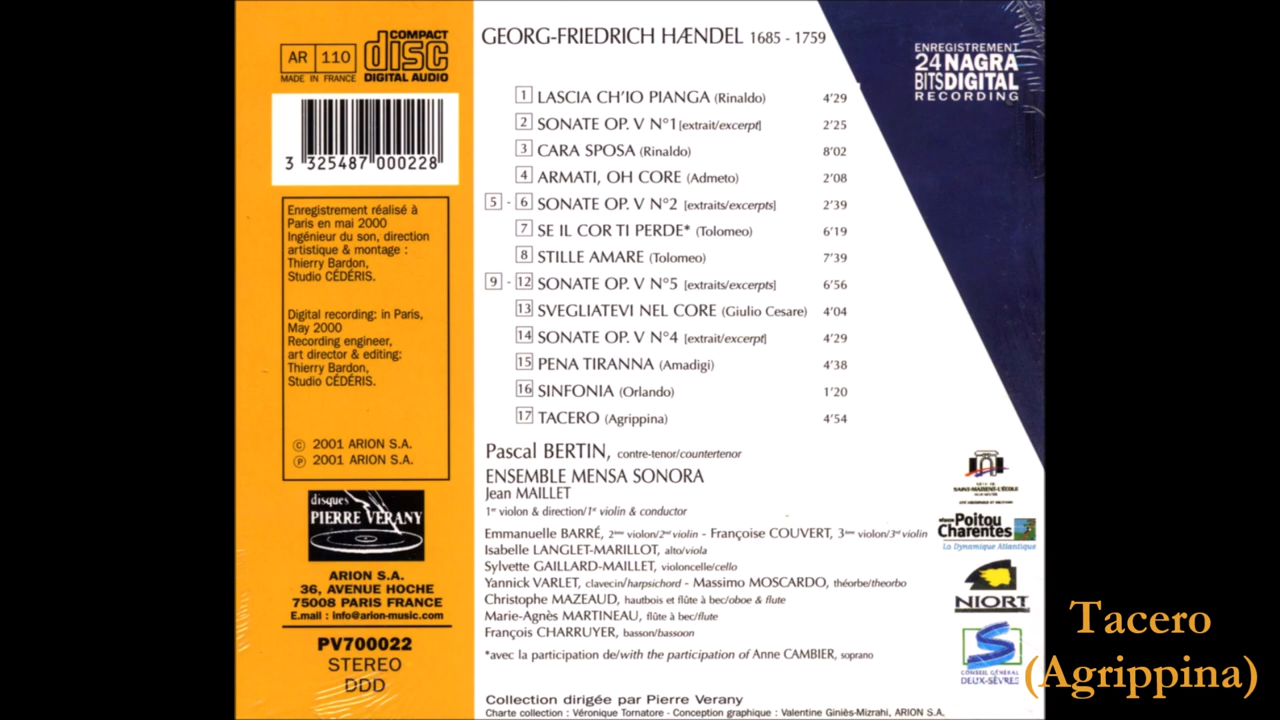 AR 110
COMPACT
disc
DIGITAL AUDIO
MADE IN FRANCE
3 325487 000228
Enregistrement réalisé à
Paris en mai 2000
Ingénieur du son, direction
artistique & montage :
Thierry Bardon,
Studio CÉDÉRIS.
Digital recording: in Paris,
May 2000
Recording engineer,
art director & editing:
Thierry Bardon,
Studio CÉDÉRIS.
© 2001 ARION S.A.
℗ 2001 ARION S.A.
disques
PIERRE VERANY
ARION S.A.
36, AVENUE HOCHE
75008 PARIS FRANCE
E.mail : info@arion-music.com
PV700022
STEREO
DDD
GEORG-FRIEDRICH HÆNDEL 1685 - 1759
1 LASCIA CH'IO PIANGA (Rinaldo) 4'29
2 SONATE OP. V N°1 [extrait/excerpt] 2'25
3 CARA SPOSA (Rinaldo) 8'02
4 ARMATI, OH CORE (Admeto) 2'08
5 - 6 SONATE OP. V N°2 [extraits/excerpts] 2'39
7 SE IL COR TI PERDE* (Tolomeo) 6'19
8 STILLE AMARE (Tolomeo) 7'39
9 - 12 SONATE OP. V N°5 [extraits/excerpts] 6'56
13 SVEGLIATEVI NEL CORE (Giulio Cesare) 4'04
14 SONATE OP. V N°4 [extrait/excerpt] 4'29
15 PENA TIRANNA (Amadigi) 4'38
16 SINFONIA (Orlando) 1'20
17 TACERO (Agrippina) 4'54
Pascal BERTIN, contre-tenor/countertenor
ENSEMBLE MENSA SONORA
Jean MAILLET
1er violon & direction/1st violin & conductor
Emmanuelle BARRÉ, 2ème violon/2nd violin - Françoise COUVERT, 3ème violon/3rd violin
Isabelle LANGLET-MARILLOT, alto/viola
Sylvette GAILLARD-MAILLET, violoncelle/cello
Yannick VARLET, clavecin/harpsichord - Massimo MOSCARDO, théorbe/theorbo
Christophe MAZEAUD, hautbois et flûte à bec/oboe & flute
Marie-Agnès MARTINEAU, flûte à bec/flute
François CHARRUYER, basson/bassoon
*avec la participation de/with the participation of Anne CAMBIER, soprano
Collection dirigée par Pierre Verany
Charte collection : Véronique Tornatore - Conception graphique : Valentine Giniès-Mizrahi, ARION S.A.
ENREGISTREMENT
24 NAGRA
BITS DIGITAL
RECORDING
SAINT-MAIXENT-L'ÉCOLE
Poitou
Charentes
La Dynamique Atlantique
NIORT
CONSEIL GÉNÉRAL
DEUX-SÈVRES
Tacero
(Agrippina)